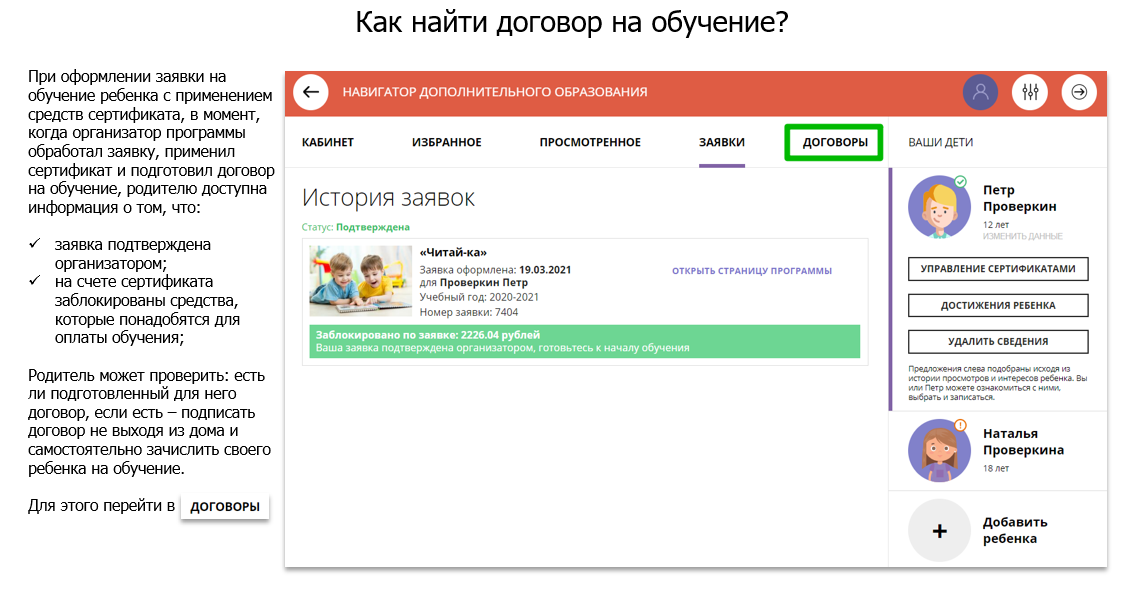 Как найти договор на обучение?
При оформлении заявки на
обучение ребенка с применением
средств сертификата, в момент,
когда организатор программы
обработал заявку, применил
сертификат и подготовил договор
на обучение, родителю доступна
информация о том, что:
✓ заявка подтверждена
организатором;
✓ на счете сертификата
заблокированы средства,
которые понадобятся для
оплаты обучения;
Родитель может проверить: есть
ли подготовленный для него
договор, если есть – подписать
договор не выходя из дома и
самостоятельно зачислить своего
ребенка на обучение.
Для этого перейти в ДОГОВОРЫ
НАВИГАТОР ДОПОЛНИТЕЛЬНОГО ОБРАЗОВАНИЯ
КАБИНЕТ ИЗБРАННОЕ ПРОСМОТРЕННОЕ ЗАЯВКИ ДОГОВОРЫ
История заявок
Статус: Подтверждена
«Читай-ка»
Заявка оформлена: 19.03.2021
для Проверкин Петр
Учебный год: 2020-2021
Номер заявки: 7404
ОТКРЫТЬ СТРАНИЦУ ПРОГРАММЫ
Заблокировано по заявке: 2226.04 рублей
Ваша заявка подтверждена организатором, готовьтесь к началу обучения
ВАШИ ДЕТИ
Петр
Проверкин
12 лет
ИЗМЕНИТЬ ДАННЫЕ
УПРАВЛЕНИЕ СЕРТИФИКАТАМИ
ДОСТИЖЕНИЯ РЕБЕНКА
УДАЛИТЬ СВЕДЕНИЯ
Предложения слева подобраны исходя из
истории просмотров и интересов ребенка. Вы
или Петр можете ознакомиться с ними,
выбрать и записаться.
Наталья
Проверкина
18 лет
+ Добавить
ребенка